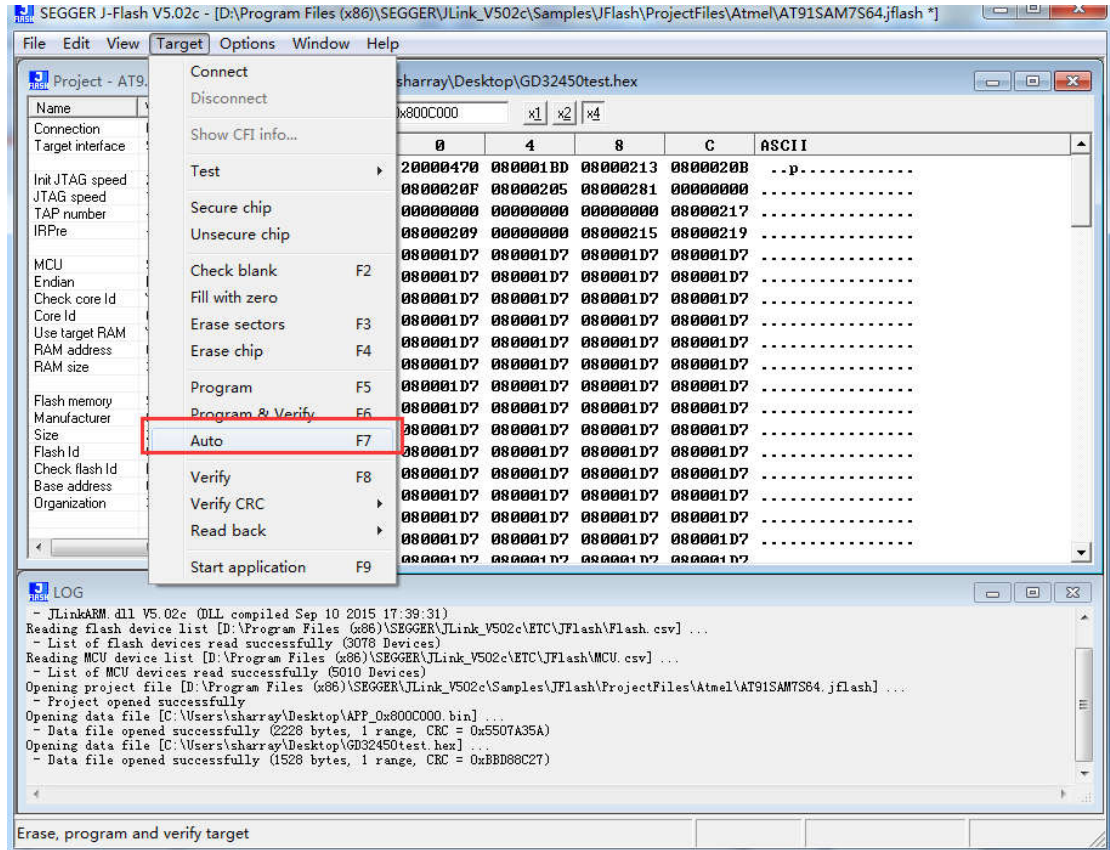 SEGGER J-Flash V5.02c - [D:\Program Files (x86)\SEGGER\JLink_V502c\Samples\JFlash\ProjectFiles\Atmel\AT91SAM7S64.jflash *]
File Edit View Target Options Window Help
Project - AT9. sharray\Desktop\GD32450test.hex
Name
Connection
Target interface
Init JTAG speed
JTAG speed
TAP number
IRPre
MCU
Endian
Check core Id
Core Id
Use target RAM
RAM address
RAM size
Flash memory
Manufacturer
Size
Flash Id
Check flash Id
Base address
Organization
Connect
Disconnect
Show CFI info...
Test
Secure chip
Unsecure chip
Check blank F2
Fill with zero
Erase sectors F3
Erase chip F4
Program F5
Program & Verify F6
Auto F7
Verify F8
Verify CRC
Read back
Start application F9
x800C000 x1 x2 x4
0 4 8 C ASCII
20000470 080001BD 08000213 0800020B ..p.............
0800020F 08000205 08000281 00000000 ................
00000000 00000000 00000000 08000217 ................
08000209 00000000 08000215 08000219 ................
080001D7 080001D7 080001D7 080001D7 ................
080001D7 080001D7 080001D7 080001D7 ................
080001D7 080001D7 080001D7 080001D7 ................
080001D7 080001D7 080001D7 080001D7 ................
080001D7 080001D7 080001D7 080001D7 ................
080001D7 080001D7 080001D7 080001D7 ................
080001D7 080001D7 080001D7 080001D7 ................
080001D7 080001D7 080001D7 080001D7 ................
080001D7 080001D7 080001D7 080001D7 ................
080001D7 080001D7 080001D7 080001D7 ................
080001D7 080001D7 080001D7 080001D7 ................
080001D7 080001D7 080001D7 080001D7 ................
080001D7 080001D7 080001D7 080001D7 ................
080001D7 080001D7 080001D7 080001D7 ................
080001D7 080001D7 080001D7 080001D7
LOG
- JLinkARM.dll V5.02c (DLL compiled Sep 10 2015 17:39:31)
Reading flash device list [D:\Program Files (x86)\SEGGER\JLink_V502c\ETC\JFlash\Flash.csv] ...
- List of flash devices read successfully (3078 Devices)
Reading MCU device list [D:\Program Files (x86)\SEGGER\JLink_V502c\ETC\JFlash\MCU.csv] ...
- List of MCU devices read successfully (5010 Devices)
Opening project file [D:\Program Files (x86)\SEGGER\JLink_V502c\Samples\JFlash\ProjectFiles\Atmel\AT91SAM7S64.jflash] ...
- Project opened successfully
Opening data file [C:\Users\sharray\Desktop\APP_0x800C000.bin] ...
- Data file opened successfully (2228 bytes, 1 range, CRC = 0x5507A35A)
Opening data file [C:\Users\sharray\Desktop\GD32450test.hex] ...
- Data file opened successfully (1528 bytes, 1 range, CRC = 0xBBD88C27)
Erase, program and verify target